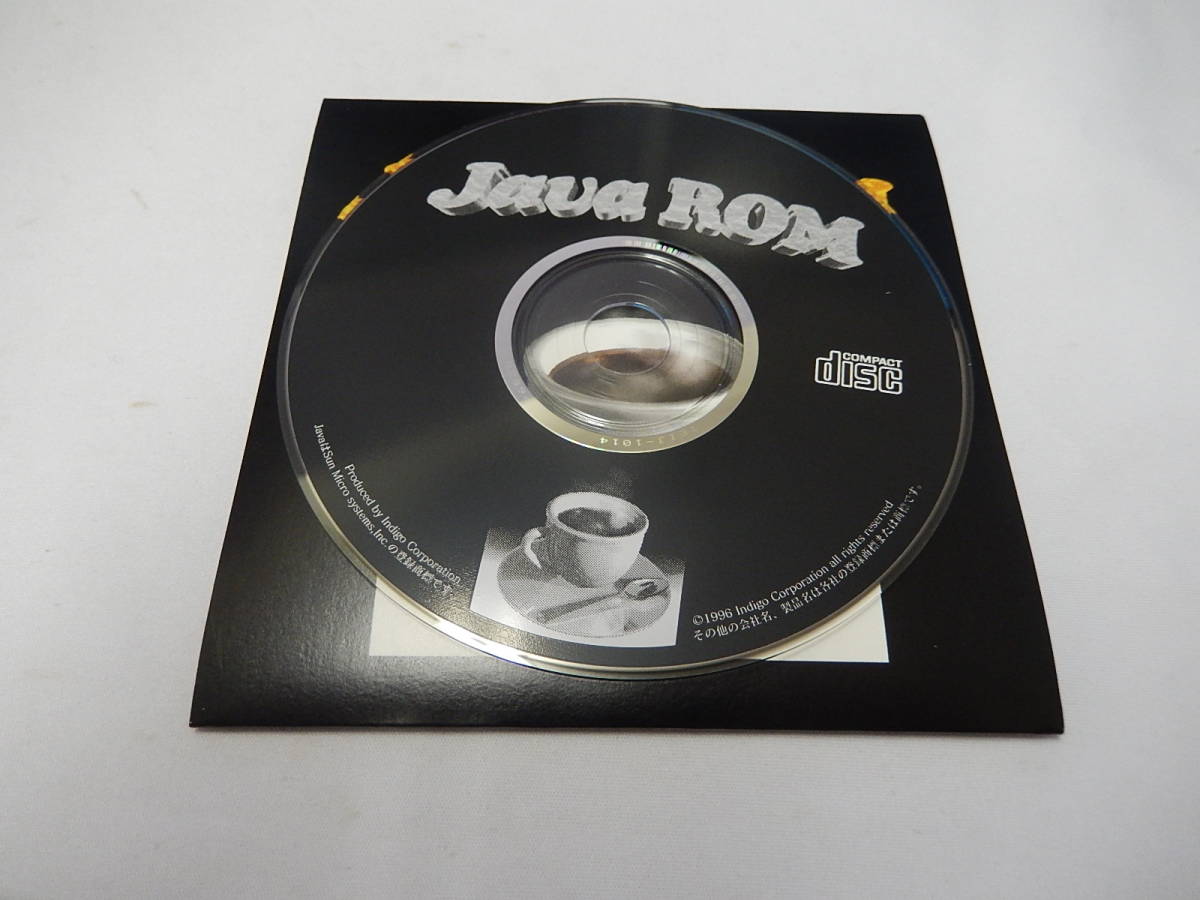 Java ROM
COMPACT
disc
Produced by Indigo Corporation.
JavaはSun Micro systems,Inc の登録商標です。
©1996 Indigo Corporation all rights reserved
その他の会社名、製品名は各社の登録商標または商標です。